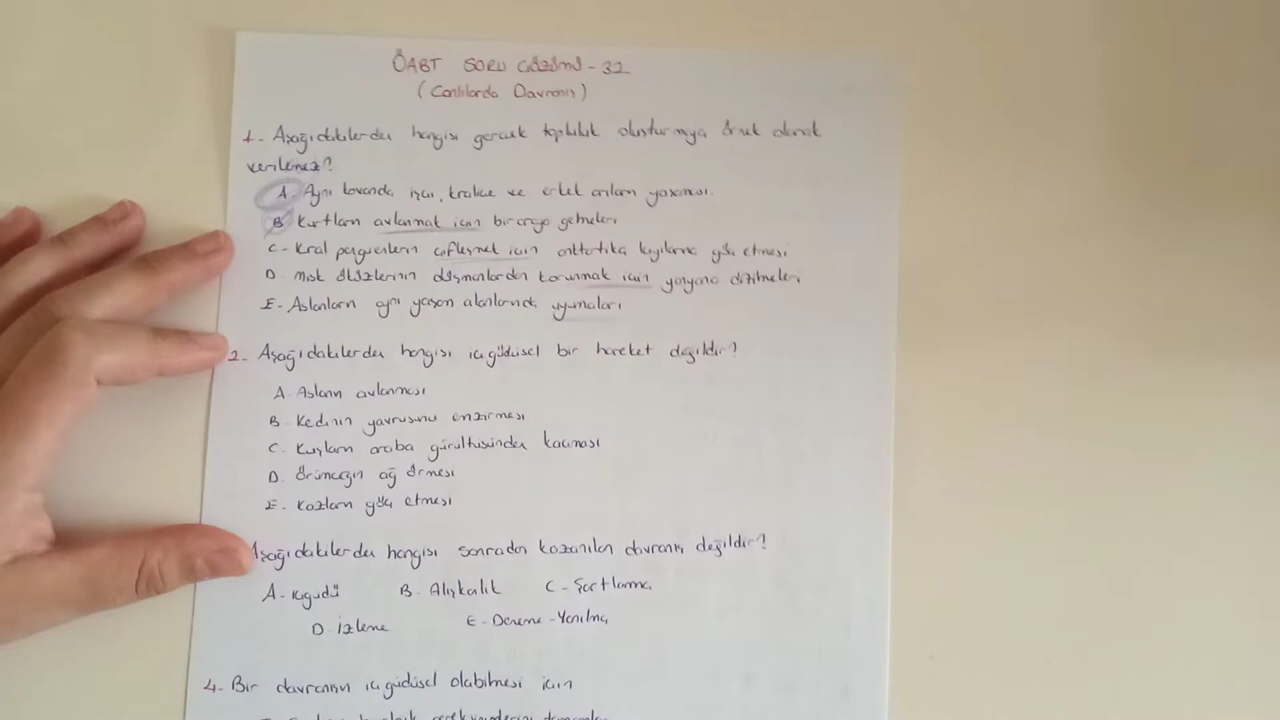 ÖABT SORU ÇÖZÜMÜ - 32
(Canlılarda Davranış)
1- Aşağıdakilerden hangisi gerçek topluluk oluşturmaya örnek olarak
verilemez?
A- Aynı kovanda işçi, kraliçe ve erkek arıların yaşaması.
B- Kurtların avlanmak için bir araya gelmeleri
C- Kral penguenlerin çiftleşmek için antartika kıyılarına göç etmesi
D. Misk öküzlerinin düşmanlardan korunmak için yanyana dizilmeleri
E- Aslanların aynı yaşam alanlarında uyumaları
2. Aşağıdakilerden hangisi içgüdüsel bir hareket değildir?
A. Aslanın avlanması
B. Kedinin yavrusunu emzirmesi
C. Kuşların araba gürültüsünden kaçması
D. Örümceğin ağ örmesi
E. Kazların göç etmesi
Aşağıdakilerden hangisi sonradan kazanılan davranış değildir?
A- İçgüdü B- Alışkanlık C- Şartlanma
D. İzleme E- Deneme - Yanılma
4- Bir davranışın içgüdüsel olabilmesi için